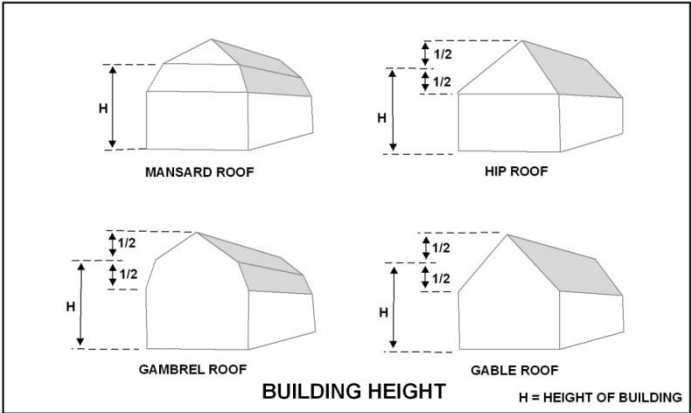 1/2
1/2
H
H
MANSARD ROOF
HIP ROOF
1/2
1/2
1/2
1/2
H
H
GAMBREL ROOF
GABLE ROOF
BUILDING HEIGHT
H = HEIGHT OF BUILDING